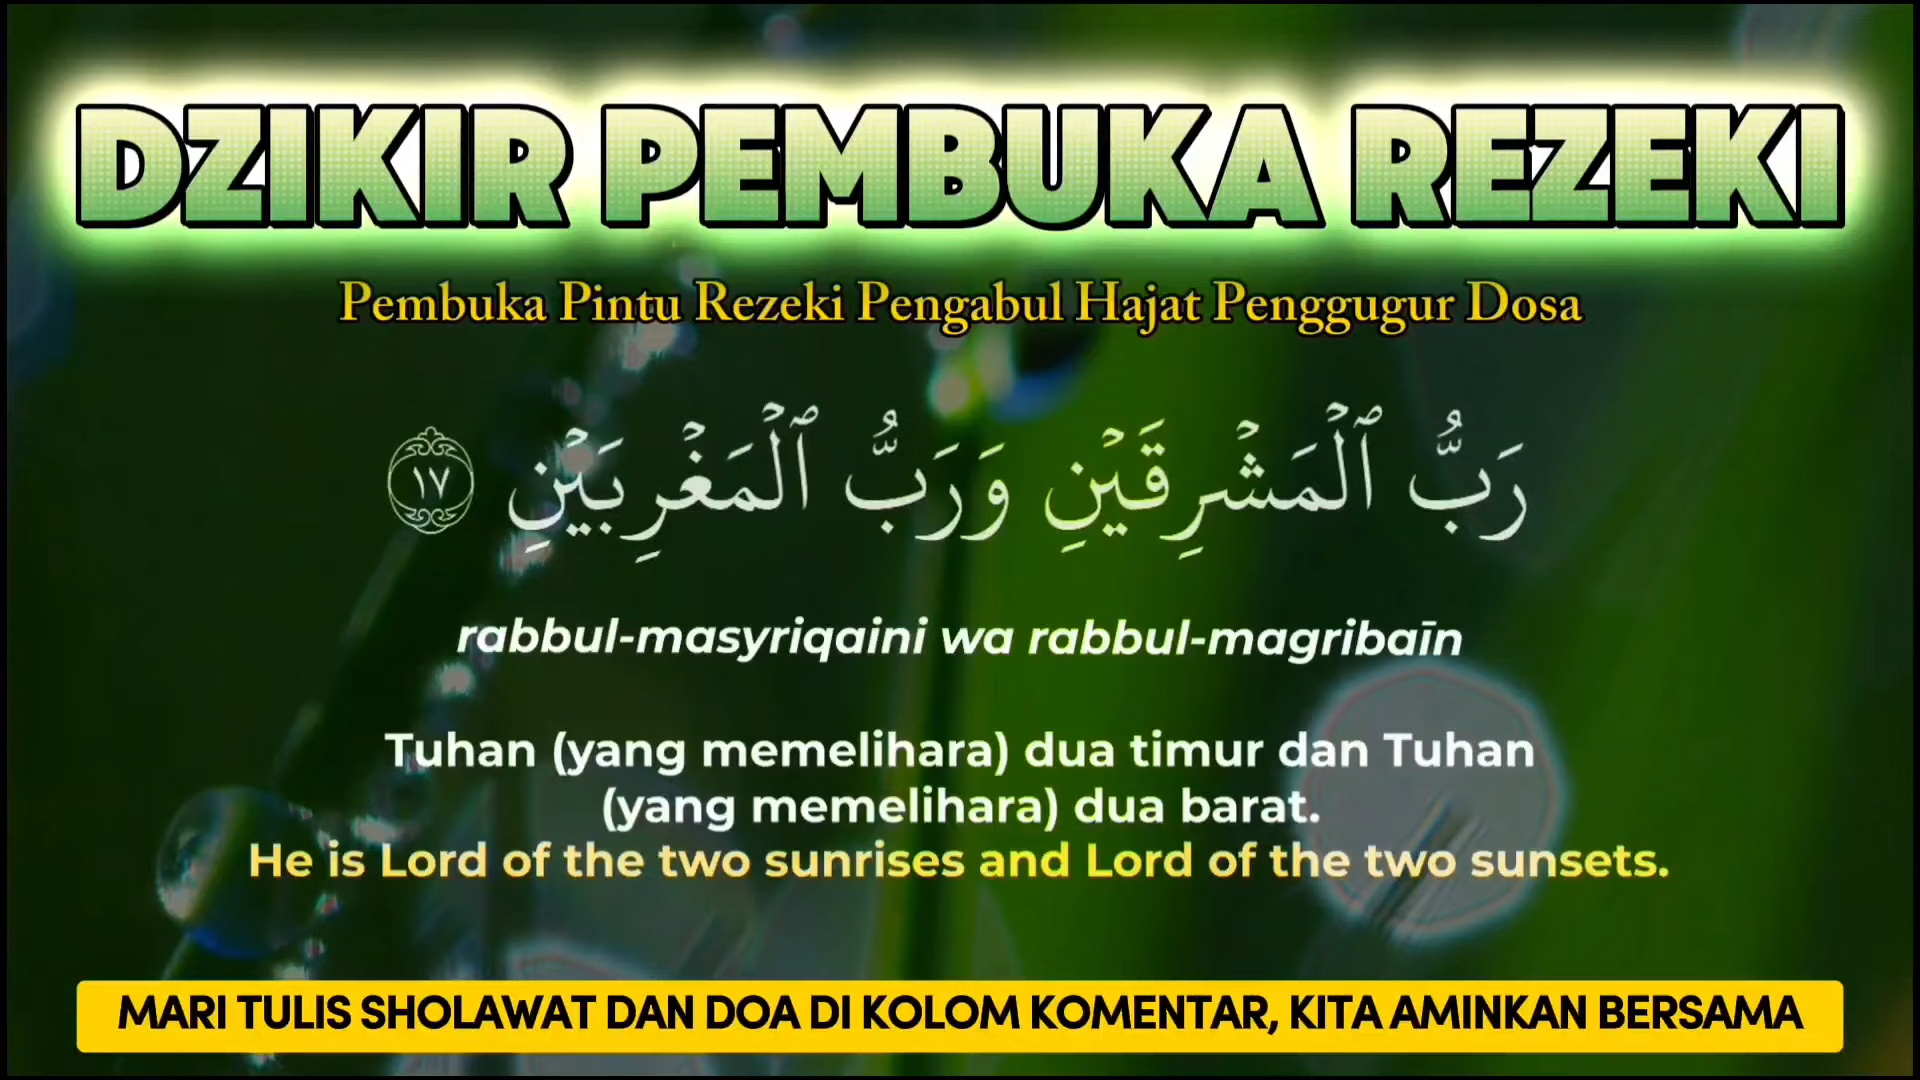 DZIKIR PEMBUKA REZEKI
Pembuka Pintu Rezeki Pengabul Hajat Penggugur Dosa
رَبُّ ٱلْمَشْرِقَيْنِ وَرَبُّ ٱلْمَغْرِبَيْنِ ١٧
rabbul-masyriqaini wa rabbul-magribaīn
Tuhan (yang memelihara) dua timur dan Tuhan
(yang memelihara) dua barat.
He is Lord of the two sunrises and Lord of the two sunsets.
MARI TULIS SHOLAWAT DAN DOA DI KOLOM KOMENTAR, KITA AMINKAN BERSAMA